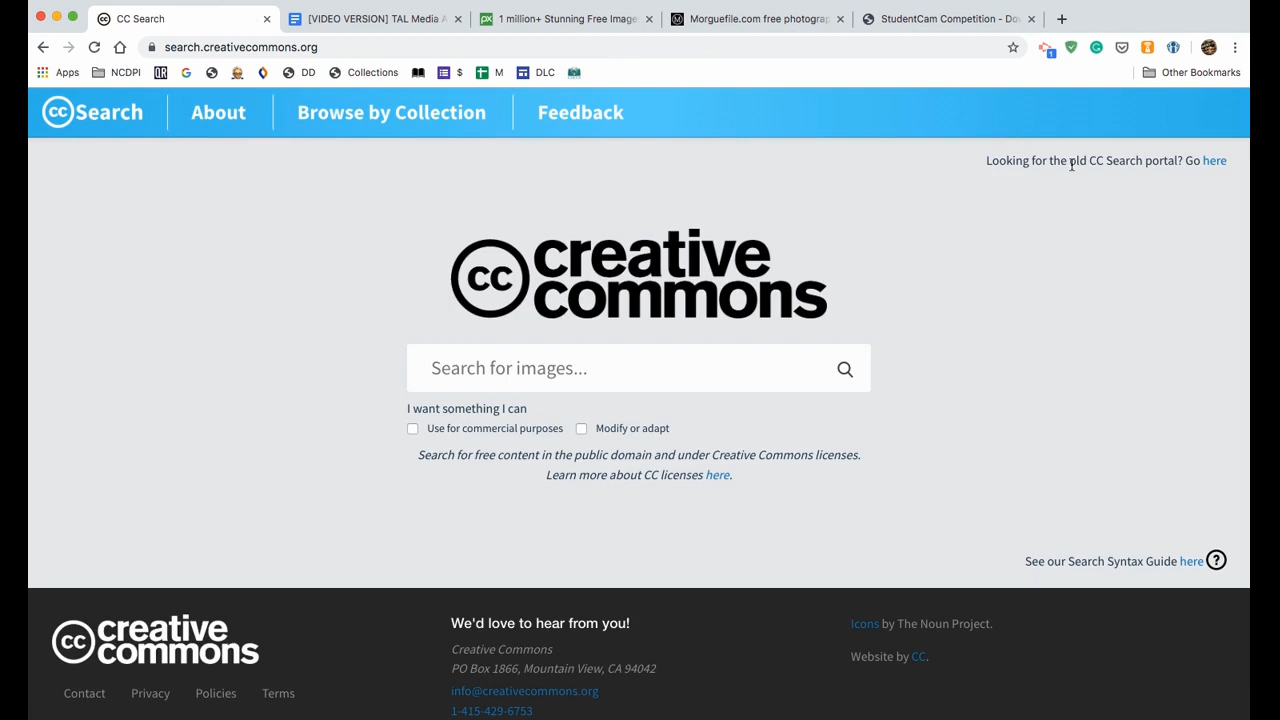 CC Search
[VIDEO VERSION] TAL Media A
1 million+ Stunning Free Image
Morguefile.com free photograp
StudentCam Competition - Do
search.creativecommons.org
1
Apps
NCDPI
DR
G
DD
Collections
$
M
DLC
Other Bookmarks
cc Search
About
Browse by Collection
Feedback
Looking for the old CC Search portal? Go here
cc creative
commons
Search for images...
I want something I can
Use for commercial purposes
Modify or adapt
Search for free content in the public domain and under Creative Commons licenses.
Learn more about CC licenses here.
See our Search Syntax Guide here ?
cc creative
commons
Contact
Privacy
Policies
Terms
We'd love to hear from you!
Creative Commons
PO Box 1866, Mountain View, CA 94042
info@creativecommons.org
1-415-429-6753
Icons by The Noun Project.
Website by CC.